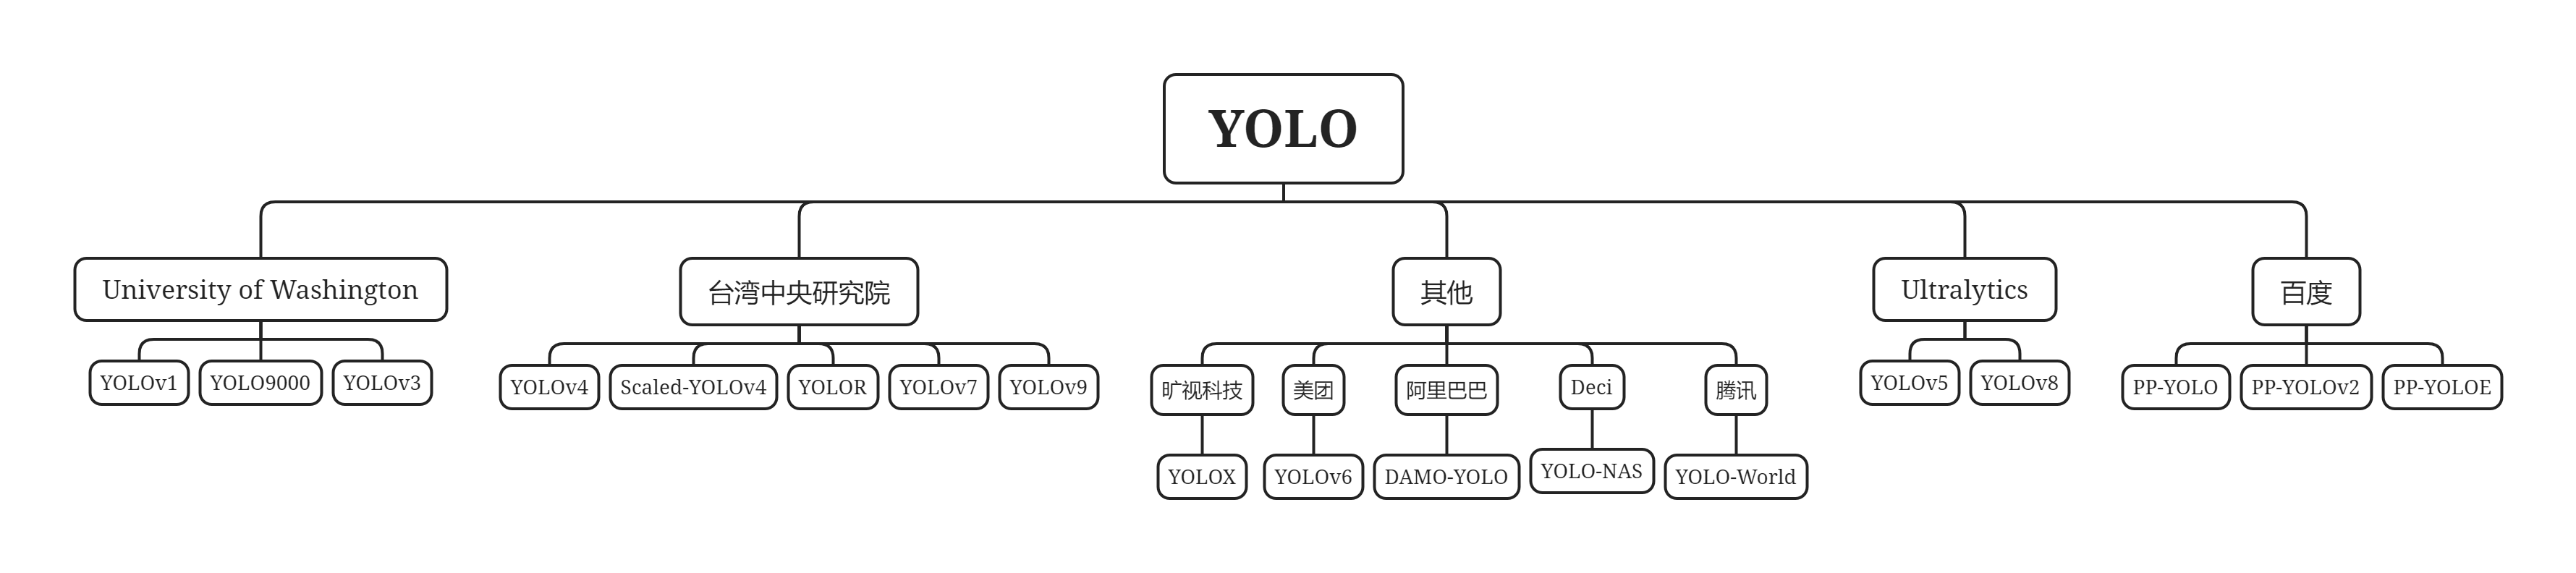 YOLO
University of Washington
台湾中央研究院
其他
Ultralytics
百度
YOLOv1
YOLO9000
YOLOv3
YOLOv4
Scaled-YOLOv4
YOLOR
YOLOv7
YOLOv9
旷视科技
美团
阿里巴巴
Deci
腾讯
YOLOv5
YOLOv8
PP-YOLO
PP-YOLOv2
PP-YOLOE
YOLOX
YOLOv6
DAMO-YOLO
YOLO-NAS
YOLO-World